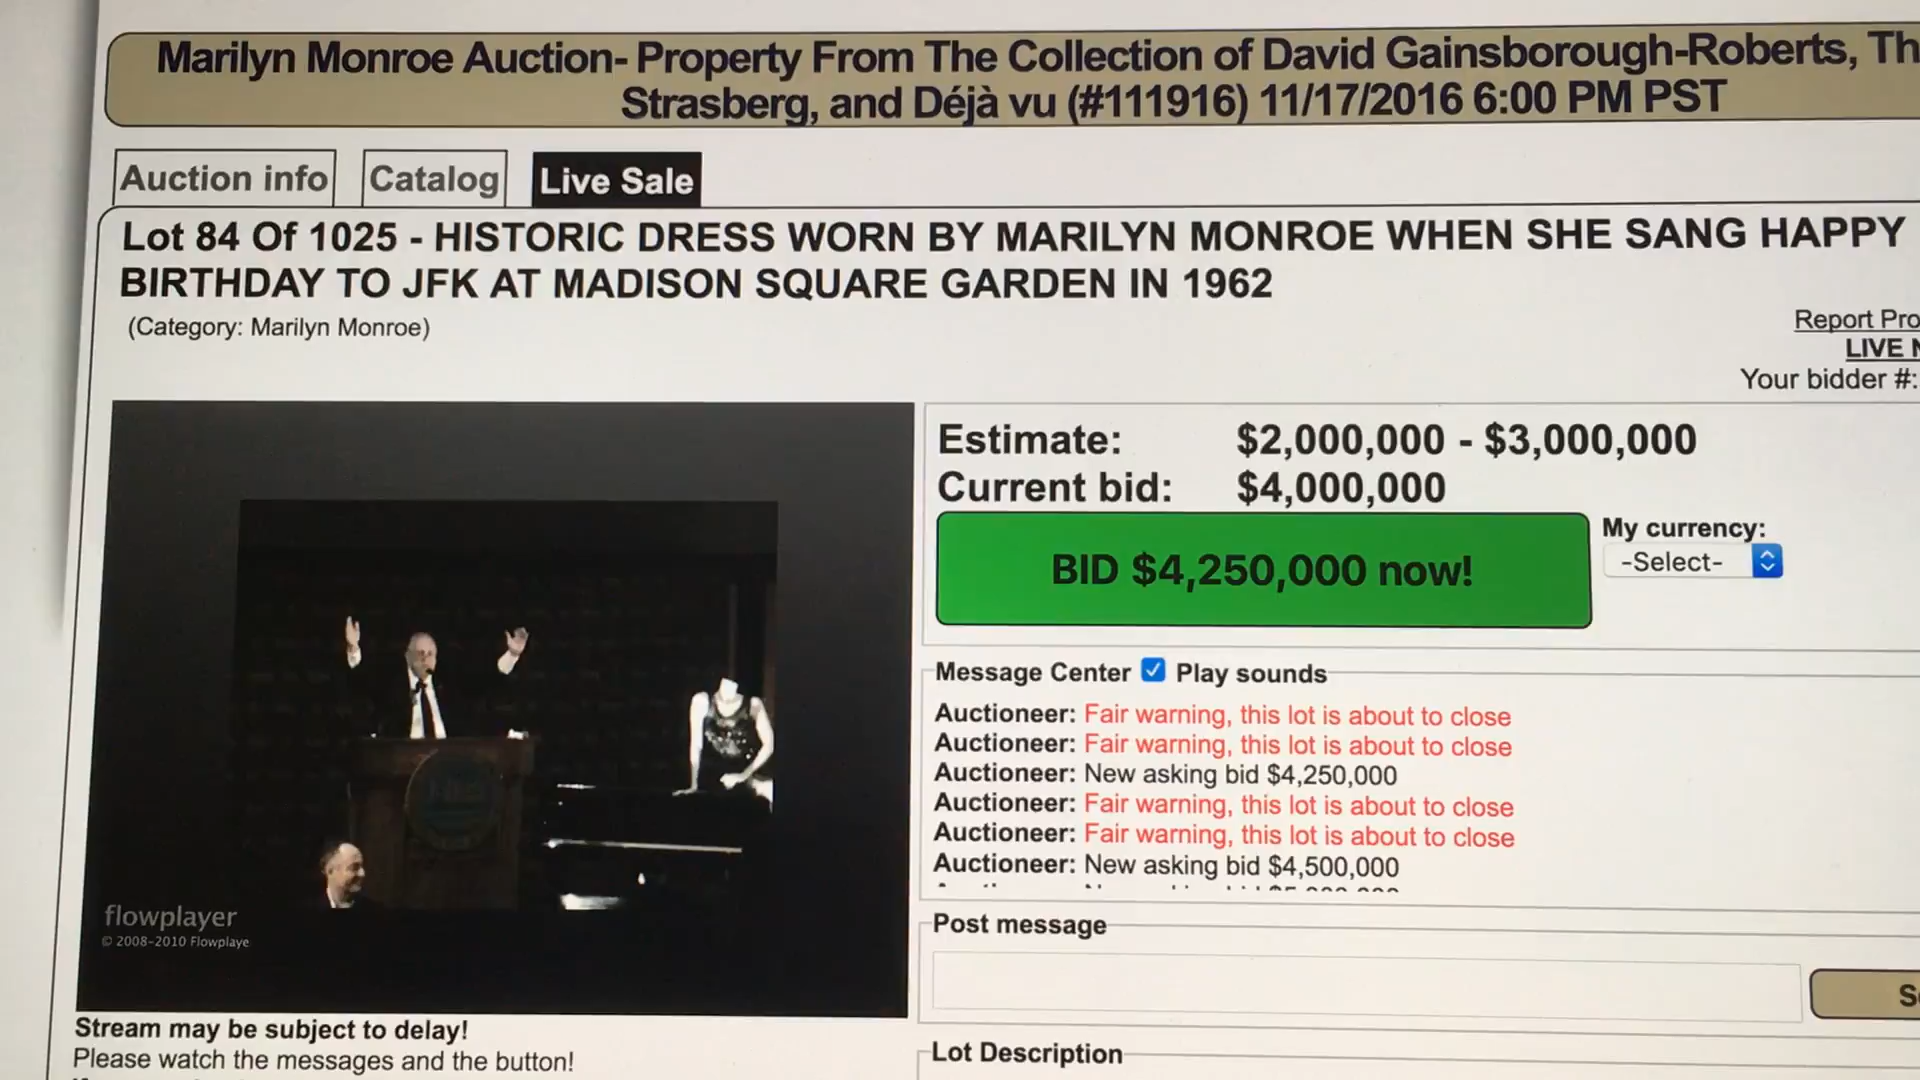 Marilyn Monroe Auction- Property From The Collection of David Gainsborough-Roberts, Th
Strasberg, and Déjà vu (#111916) 11/17/2016 6:00 PM PST
Auction info
Catalog
Live Sale
Lot 84 Of 1025 - HISTORIC DRESS WORN BY MARILYN MONROE WHEN SHE SANG HAPPY
BIRTHDAY TO JFK AT MADISON SQUARE GARDEN IN 1962
(Category: Marilyn Monroe)
Report Pro
LIVE N
Your bidder #:
Estimate: $2,000,000 - $3,000,000
Current bid: $4,000,000
BID $4,250,000 now!
My currency:
-Select-
Message Center Play sounds
Auctioneer: Fair warning, this lot is about to close
Auctioneer: Fair warning, this lot is about to close
Auctioneer: New asking bid $4,250,000
Auctioneer: Fair warning, this lot is about to close
Auctioneer: Fair warning, this lot is about to close
Auctioneer: New asking bid $4,500,000
flowplayer
© 2008-2010 Flowplaye
Post message
Stream may be subject to delay!
Please watch the messages and the button!
Lot Description